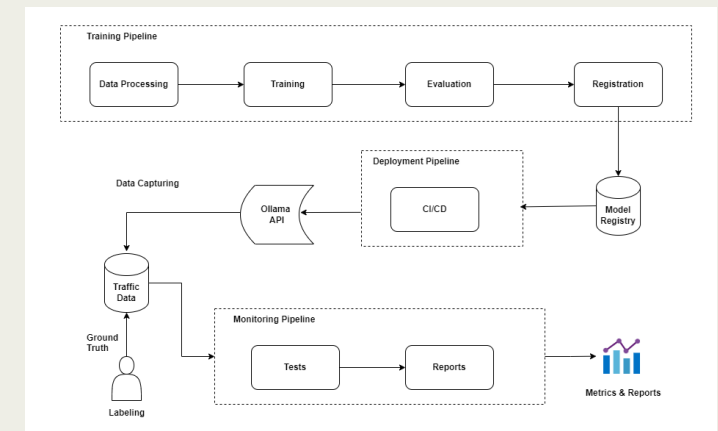 Training Pipeline
Data Processing
Training
Evaluation
Registration
Deployment Pipeline
Data Capturing
Ollama
API
CI/CD
Model
Registry
Traffic
Data
Monitoring Pipeline
Ground
Truth
Tests
Reports
Metrics & Reports
Labeling